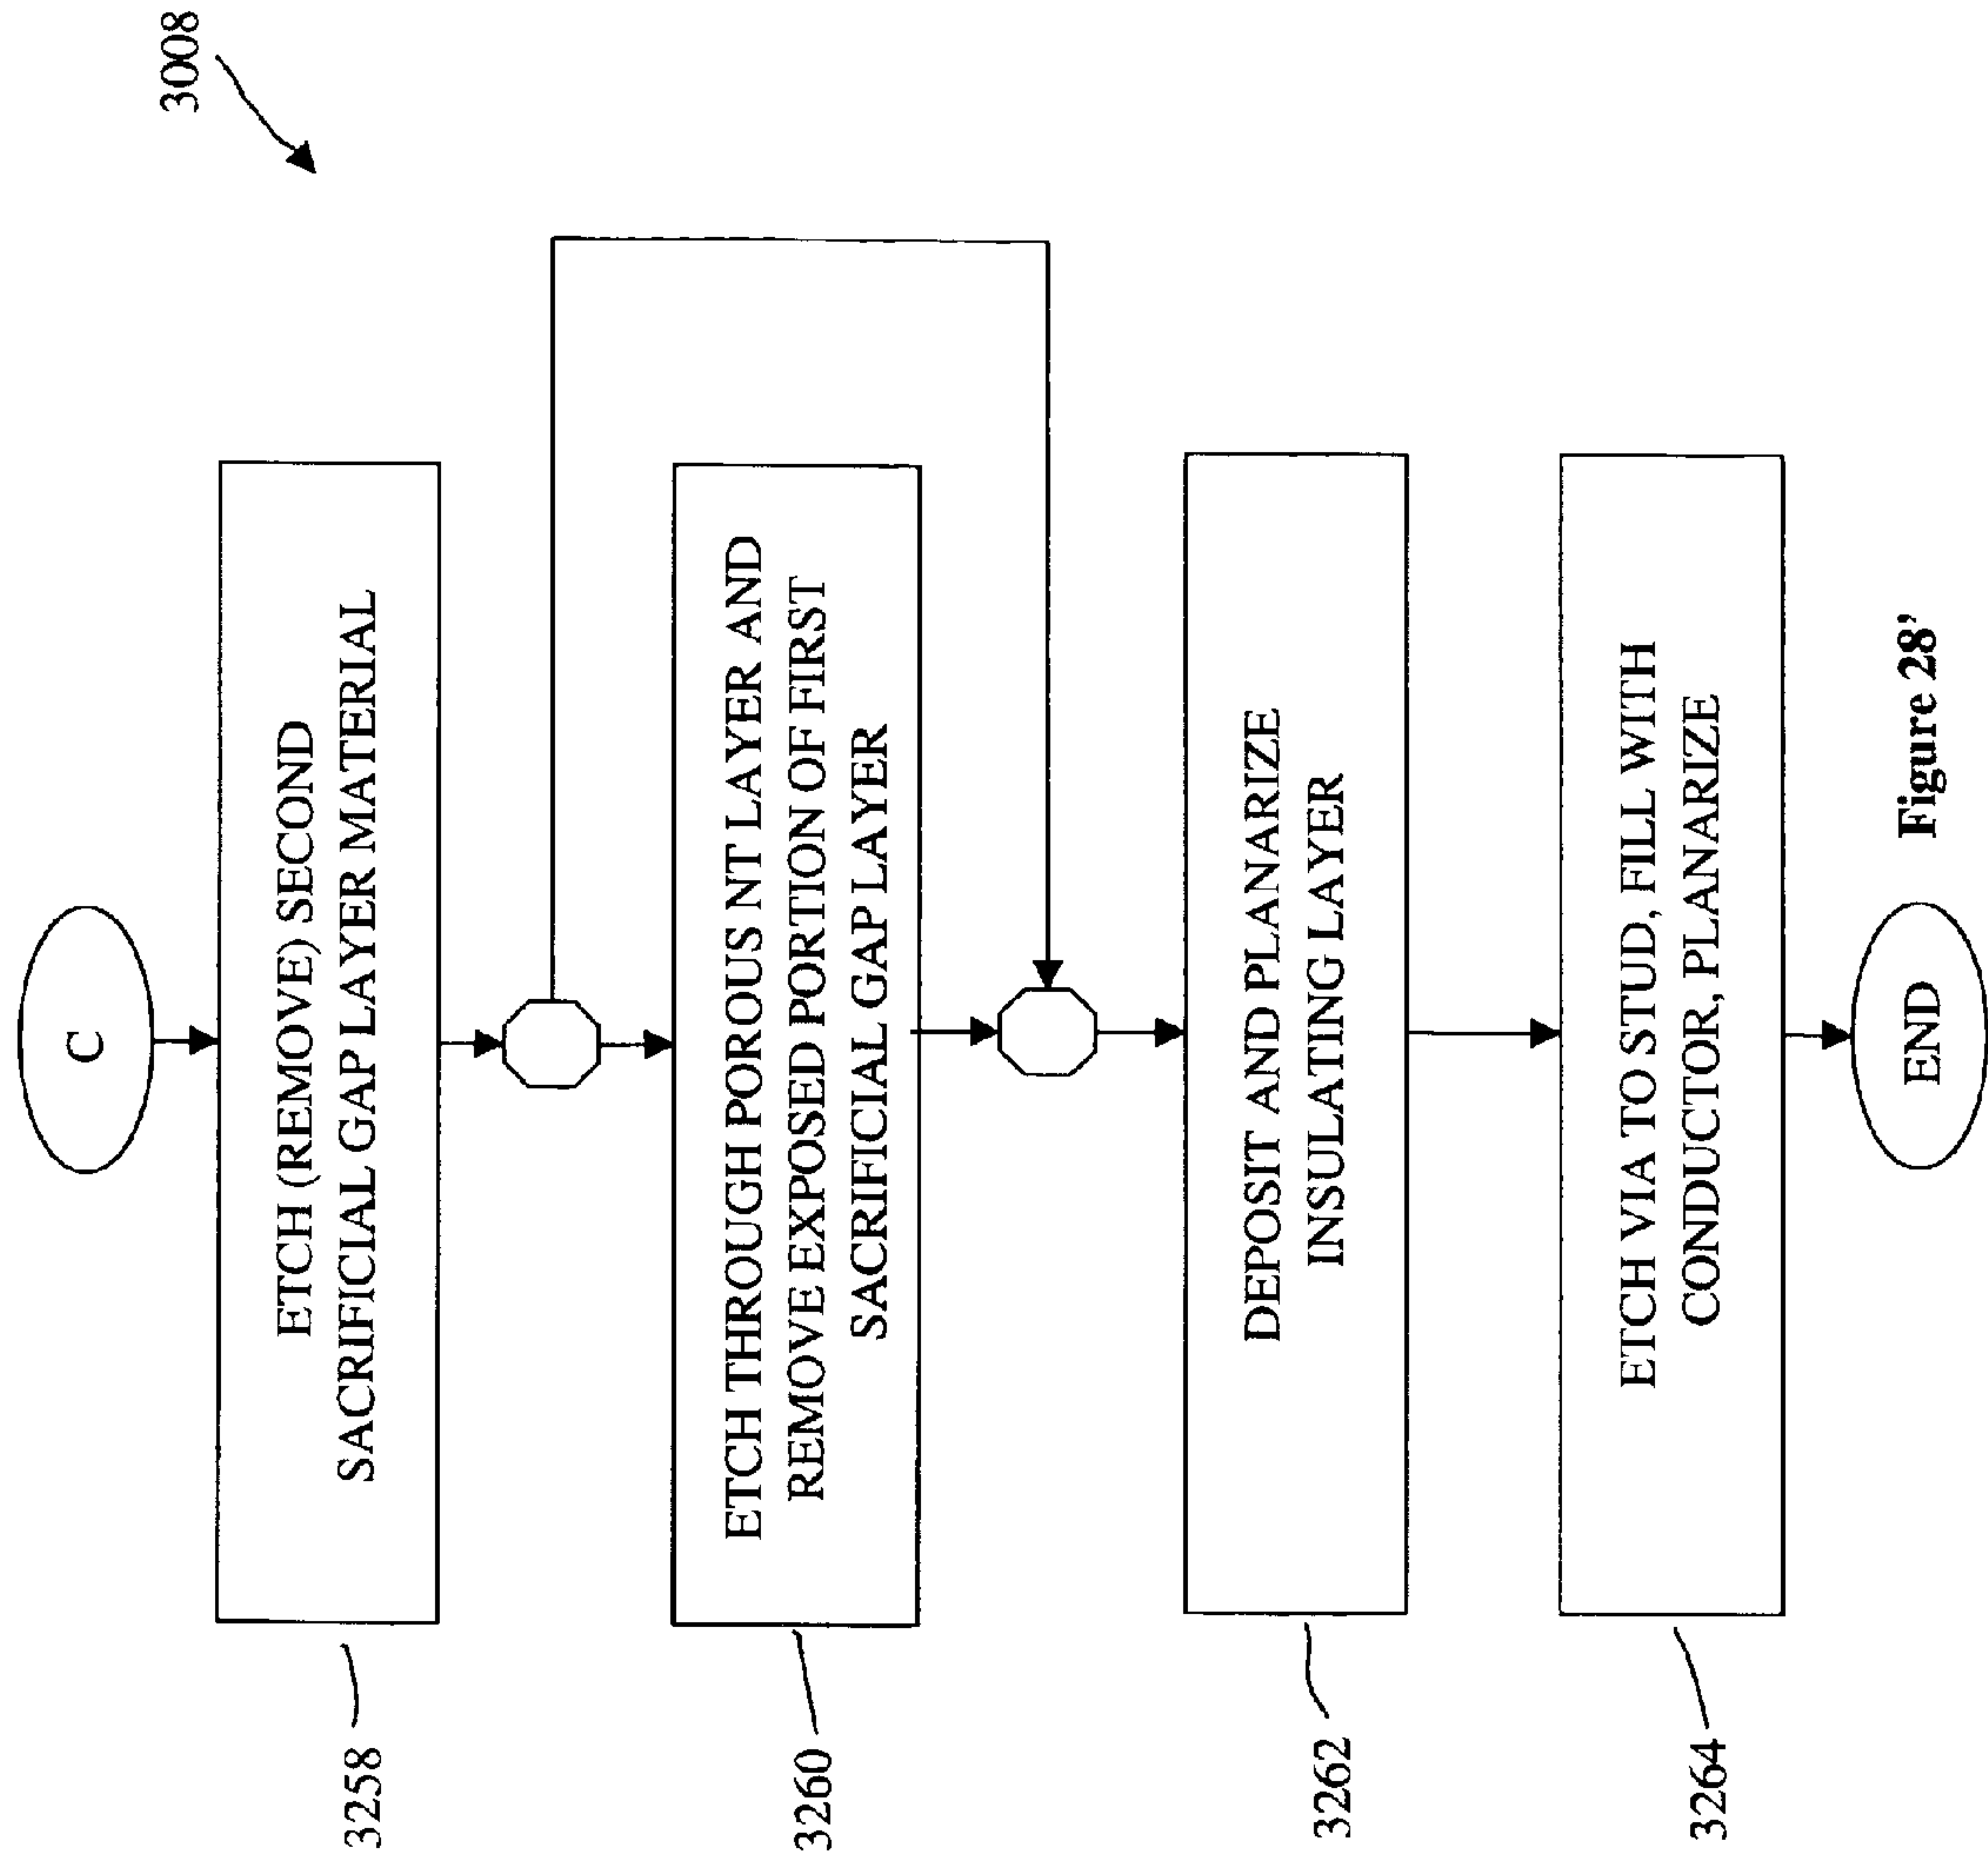 3008
C
3258
ETCH (REMOVE) SECOND
SACRIFICIAL GAP LAYER MATERIAL
3260
ETCH THROUGH POROUS NT LAYER AND
REMOVE EXPOSED PORTION OF FIRST
SACRIFICIAL GAP LAYER
3262
DEPOSIT AND PLANARIZE
INSULATING LAYER
3264
ETCH VIA TO STUD, FILL WITH
CONDUCTOR, PLANARIZE
END
Figure 28'